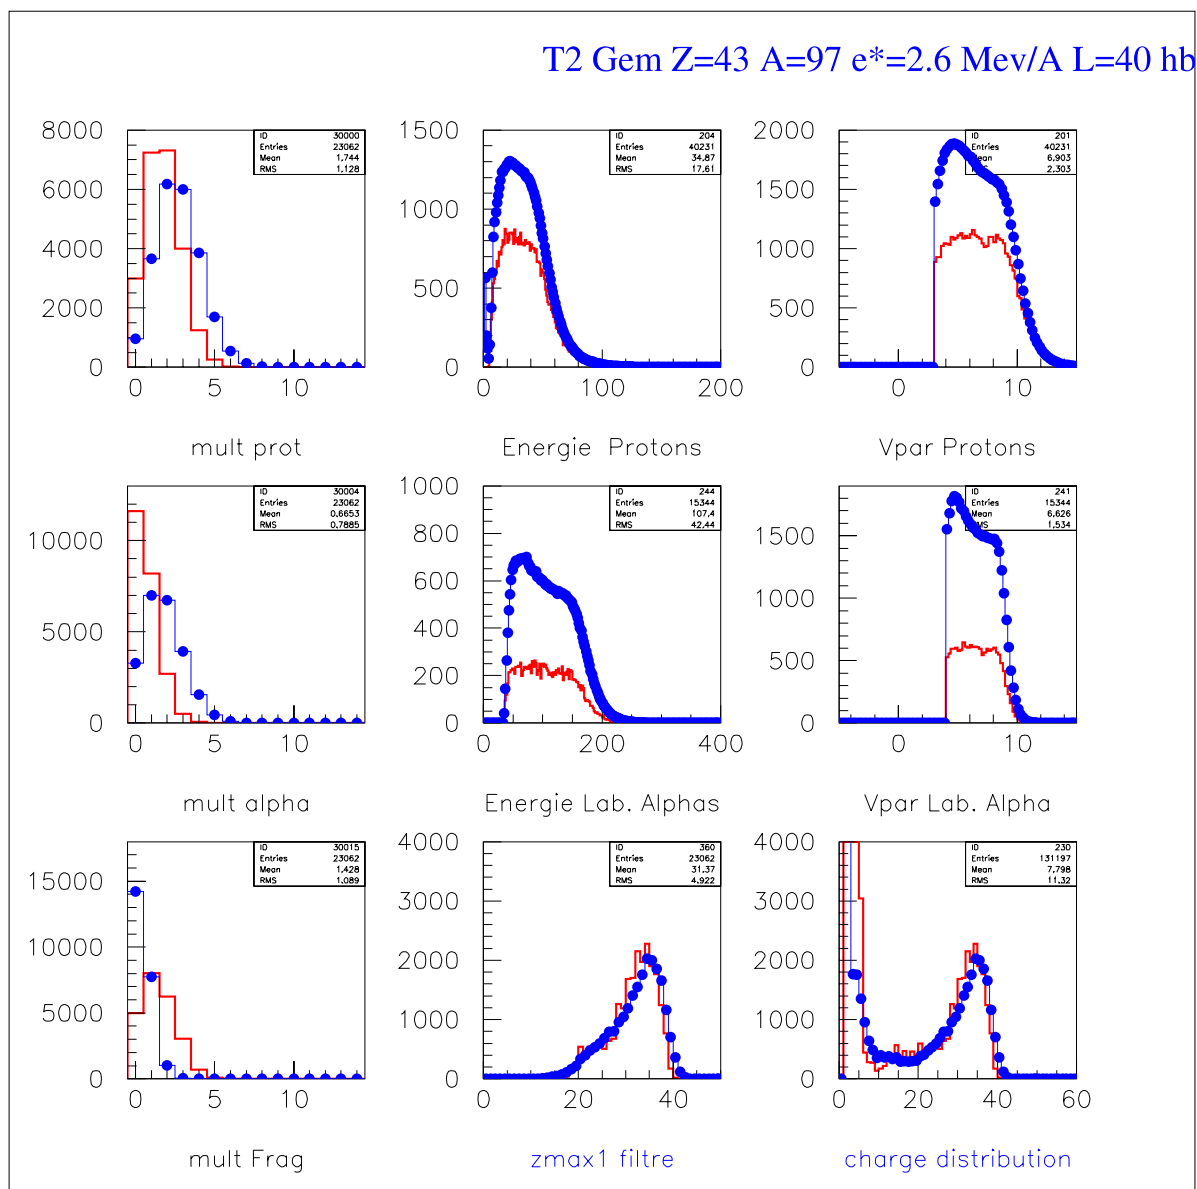 T2 Gem Z=43 A=97 e*=2.6 Mev/A L=40 hb
ID 30000
Entries 23062
Mean 1.744
RMS 1.128
8000
6000
4000
2000
0
0 5 10
mult prot
ID 204
Entries 40231
Mean 34.87
RMS 17.61
1500
1000
500
0
0 100 200
Energie Protons
ID 201
Entries 40231
Mean 6.903
RMS 2.303
2000
1500
1000
500
0
0 10
Vpar Protons
ID 30004
Entries 23062
Mean 0.6653
RMS 0.7885
10000
5000
0
0 5 10
mult alpha
ID 244
Entries 15344
Mean 107.4
RMS 42.44
1000
800
600
400
200
0
0 200 400
Energie Lab. Alphas
ID 241
Entries 15344
Mean 6.626
RMS 1.534
1500
1000
500
0
0 10
Vpar Lab. Alpha
ID 30015
Entries 23062
Mean 1.428
RMS 1.089
15000
10000
5000
0
0 5 10
mult Frag
ID 360
Entries 23062
Mean 31.37
RMS 4.922
4000
3000
2000
1000
0
0 20 40
zmax1 filtre
ID 230
Entries 131197
Mean 7.798
RMS 11.32
4000
3000
2000
1000
0
0 20 40 60
charge distribution